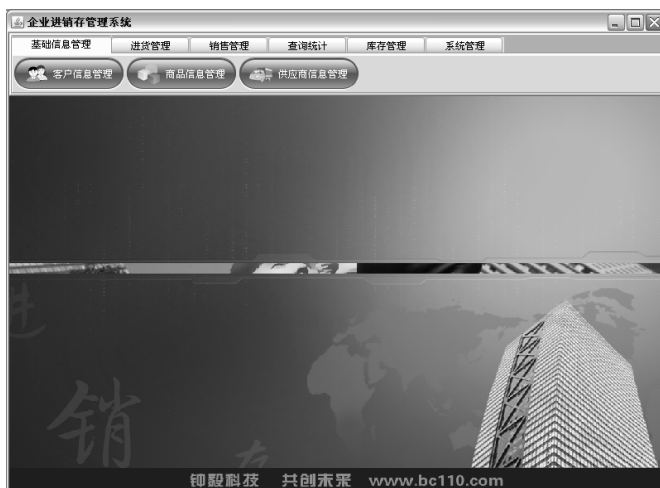 企业进销存管理系统
基础信息管理 进货管理 销售管理 查询统计 库存管理 系统管理
客户信息管理 商品信息管理 供应商信息管理
进
销
存
钾毅科技 共创未来 www.bc110.com